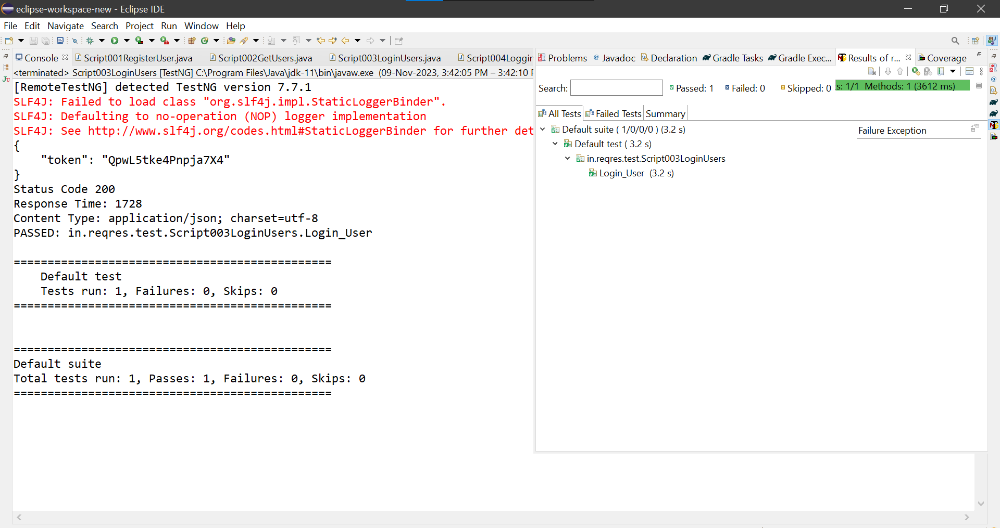 eclipse-workspace-new - Eclipse IDE
File Edit Navigate Search Project Run Window Help
Console Script001RegisterUser.java Script002GetUsers.java Script003LoginUsers.java Script004Loggin
<terminated> Script003LoginUsers [TestNG] C:\Program Files\Java\jdk-11\bin\javaw.exe (09-Nov-2023, 3:42:05 PM – 3:42:10 P
[RemoteTestNG] detected TestNG version 7.7.1
SLF4J: Failed to load class "org.slf4j.impl.StaticLoggerBinder".
SLF4J: Defaulting to no-operation (NOP) logger implementation
SLF4J: See http://www.slf4j.org/codes.html#StaticLoggerBinder for further det
{
    "token": "QpwL5tke4Pnpja7X4"
}
Status Code 200
Response Time: 1728
Content Type: application/json; charset=utf-8
PASSED: in.reqres.test.Script003LoginUsers.Login_User
===============================================
    Default test
    Tests run: 1, Failures: 0, Skips: 0
===============================================
===============================================
Default suite
Total tests run: 1, Passes: 1, Failures: 0, Skips: 0
===============================================
Problems @ Javadoc Declaration Gradle Tasks Gradle Exec... Results of r... Coverage
Search: Passed: 1 Failed: 0 Skipped: 0 s: 1/1 Methods: 1 (3612 ms)
All Tests Failed Tests Summary
Default suite ( 1/0/0/0 ) (3.2 s)
Default test ( 3.2 s)
in.reqres.test.Script003LoginUsers
Login_User (3.2 s)
Failure Exception
Ju